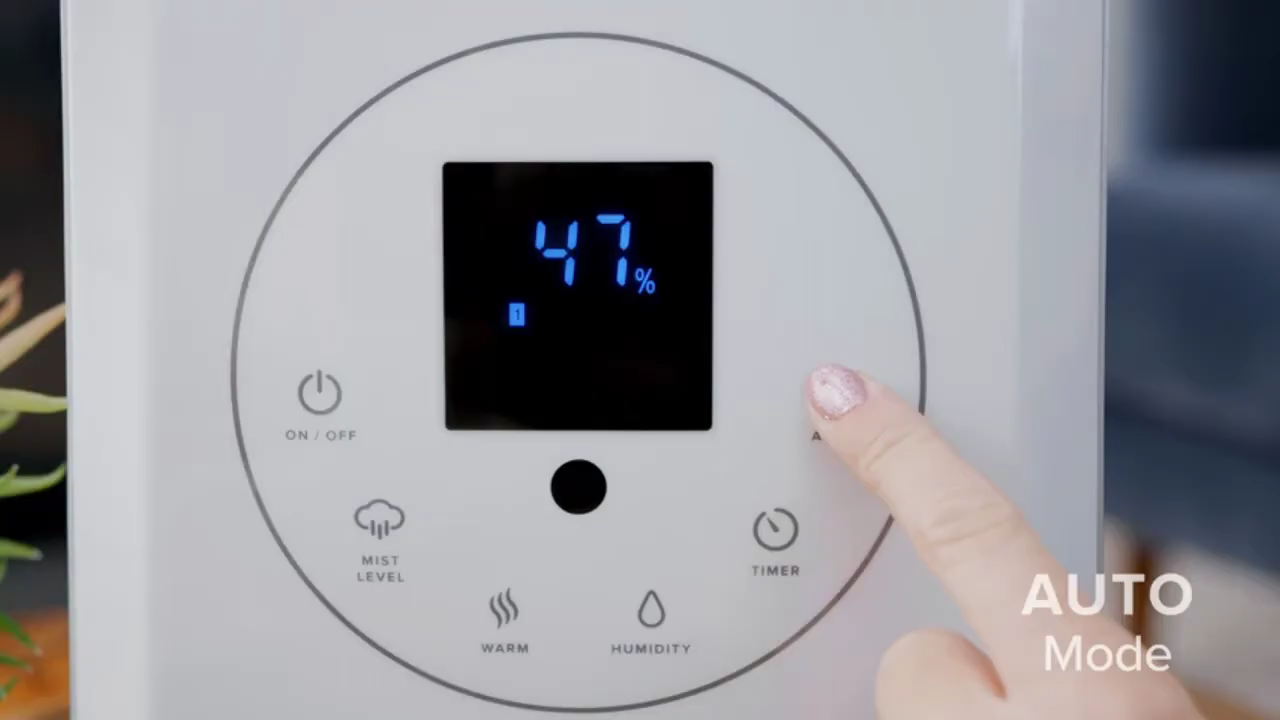 47%
1
ON / OFF
A
MIST
LEVEL
TIMER
WARM
HUMIDITY
AUTO
Mode